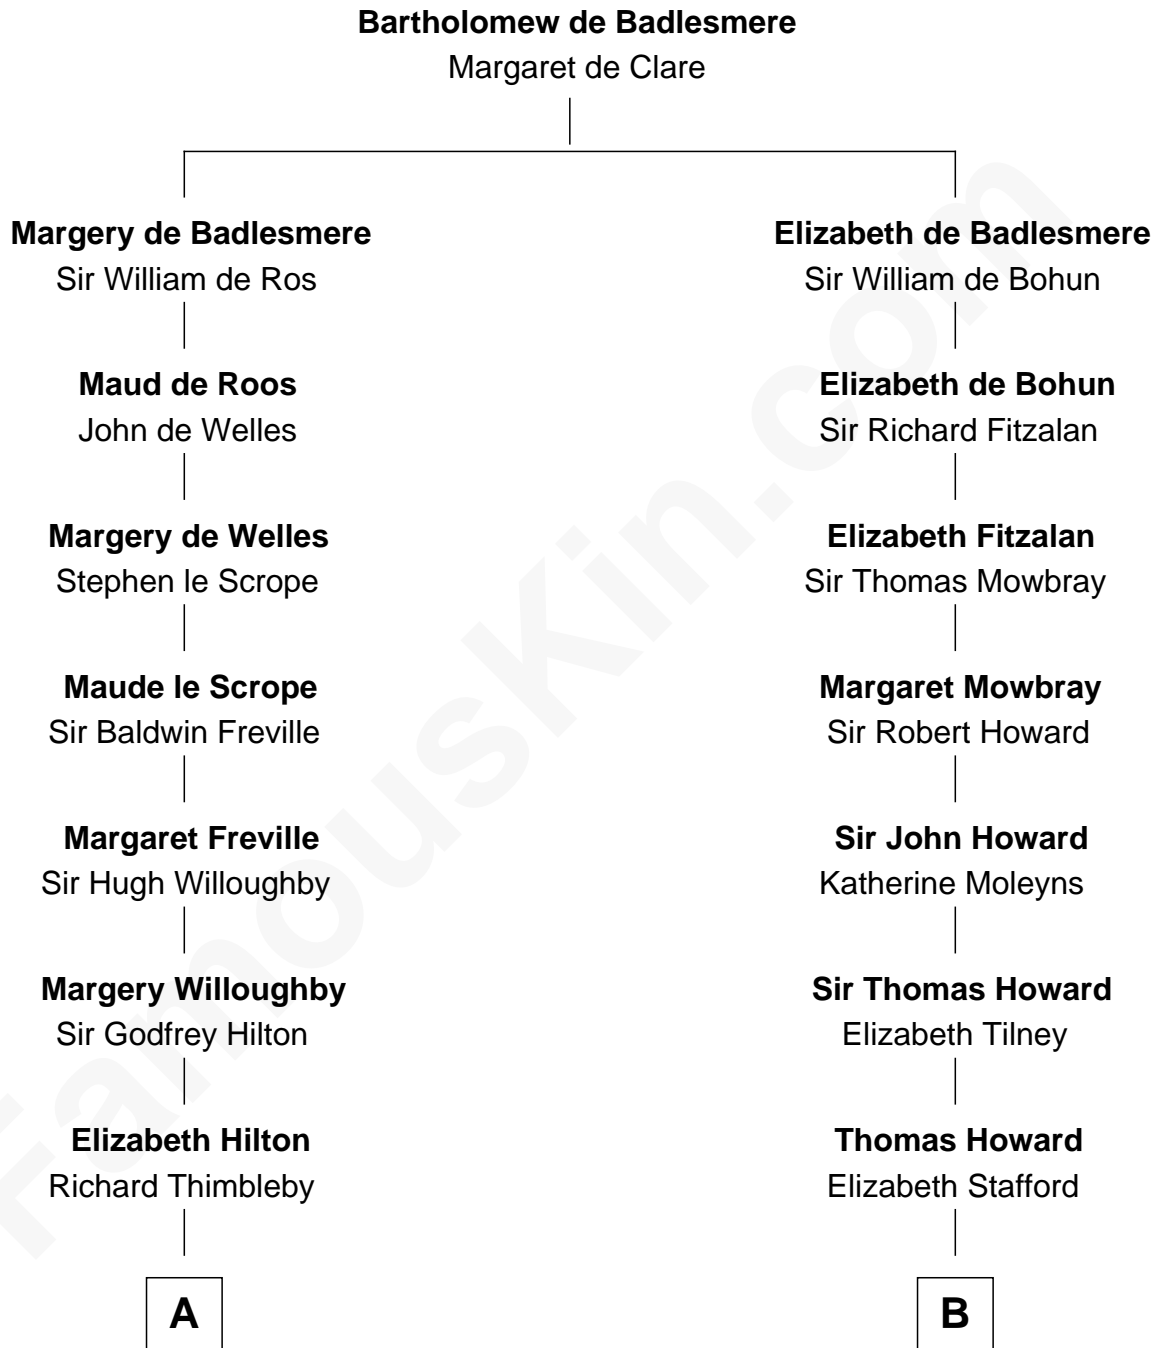 Bartholomew de Badlesmere
Margaret de Clare
Margery de Badlesmere
Sir William de Ros
Elizabeth de Badlesmere
Sir William de Bohun
Maud de Roos
John de Welles
Elizabeth de Bohun
Sir Richard Fitzalan
Margery de Welles
Stephen le Scrope
Elizabeth Fitzalan
Sir Thomas Mowbray
Maude le Scrope
Sir Baldwin Freville
Margaret Mowbray
Sir Robert Howard
Margaret Freville
Sir Hugh Willoughby
Sir John Howard
Katherine Moleyns
Margery Willoughby
Sir Godfrey Hilton
Sir Thomas Howard
Elizabeth Tilney
Elizabeth Hilton
Richard Thimbleby
Thomas Howard
Elizabeth Stafford
A
B
FamousKin.com